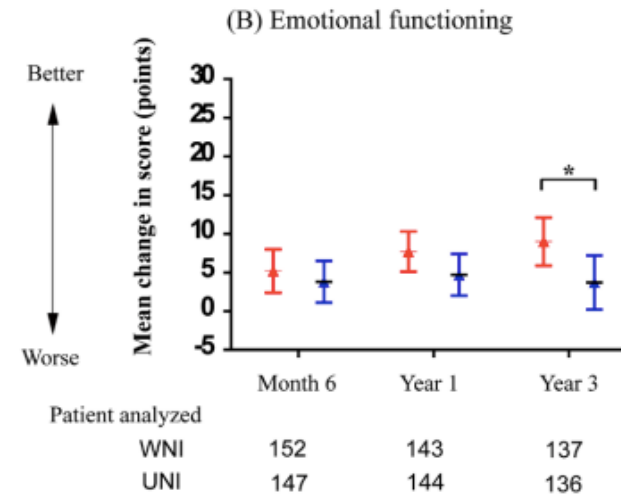 (B) Emotional functioning
Better
Worse
Mean change in score (points)
30
25
20
15
10
5
0
-5
*
Month 6 Year 1 Year 3
Patient analyzed
WNI 152 143 137
UNI 147 144 136